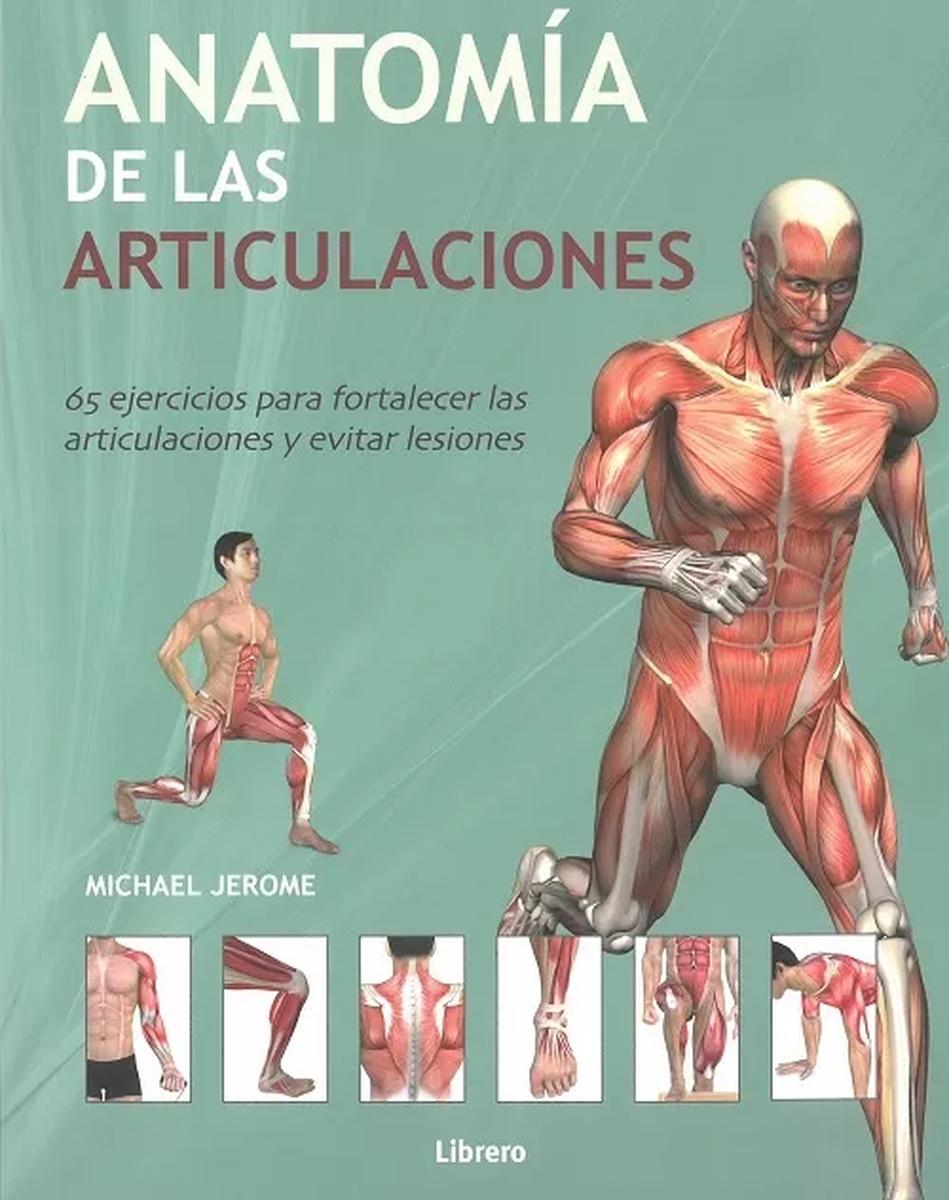 ANATOMÍA
DE LAS
ARTICULACIONES
65 ejercicios para fortalecer las
articulaciones y evitar lesiones
MICHAEL JEROME
Librero